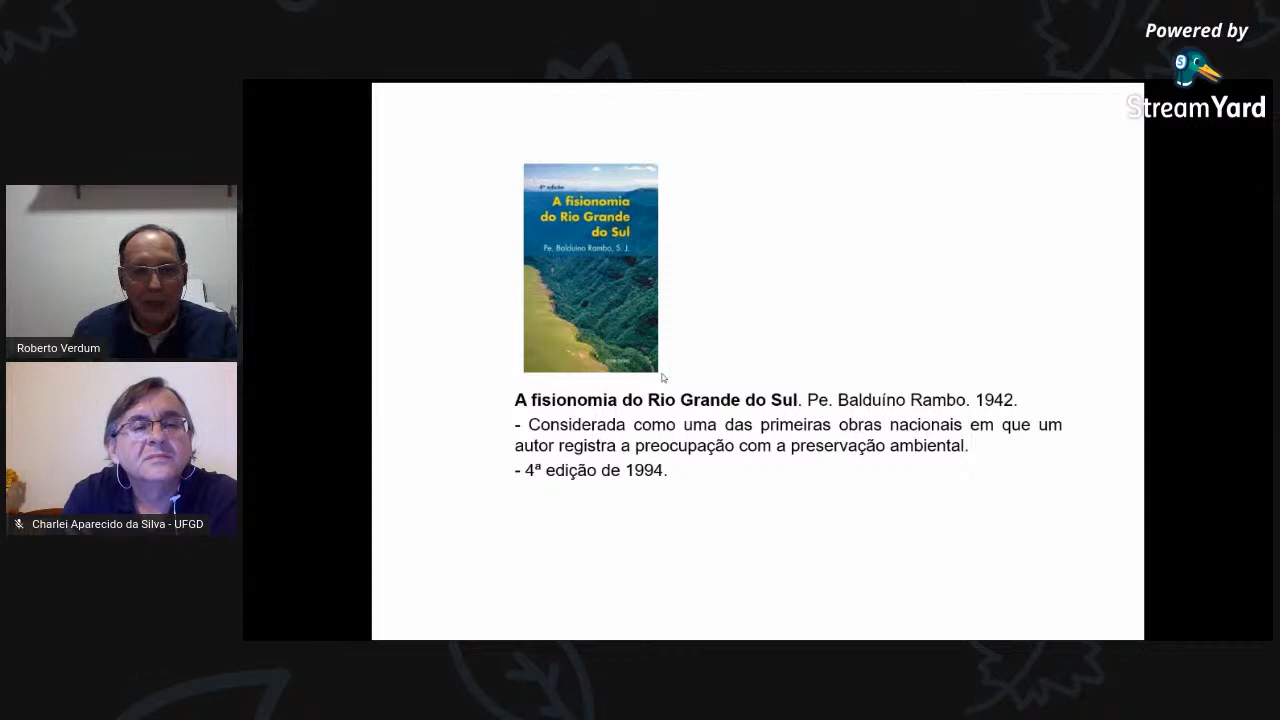 Powered by
StreamYard
4ª edição
A fisionomia
do Rio Grande
do Sul
Pe. Balduino Rambo, S. J.
Roberto Verdum
A fisionomia do Rio Grande do Sul. Pe. Balduíno Rambo. 1942.
- Considerada como uma das primeiras obras nacionais em que um
autor registra a preocupação com a preservação ambiental.
- 4ª edição de 1994.
Charlei Aparecido da Silva - UFGD